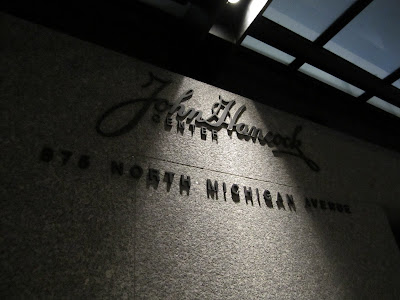 John Hancock
CENTER
875 NORTH MICHIGAN AVENUE